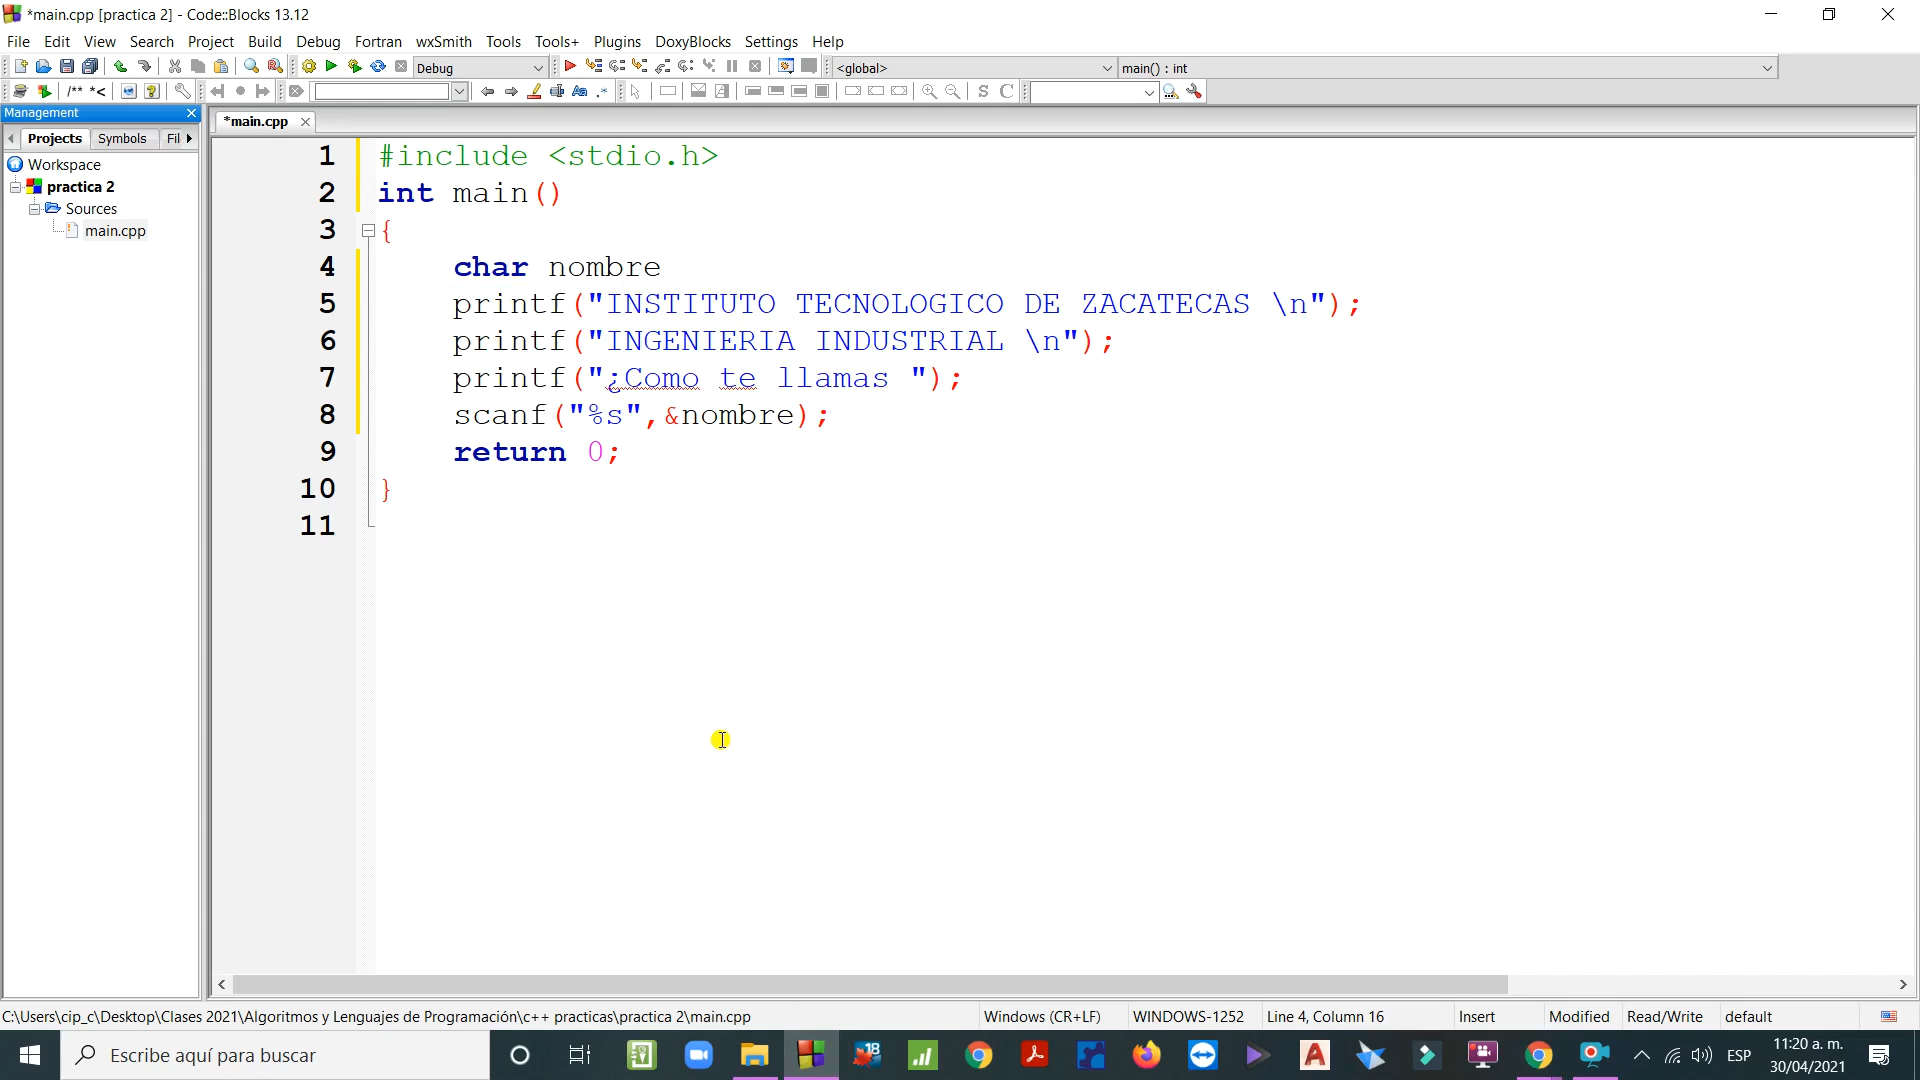 *main.cpp [practica 2] - Code::Blocks 13.12
File Edit View Search Project Build Debug Fortran wxSmith Tools Tools+ Plugins DoxyBlocks Settings Help
Debug <global> main() : int
/** *<
Management
Projects Symbols Fil
*main.cpp
Workspace
practica 2
Sources
main.cpp
1 #include <stdio.h>
2 int main()
3 {
4 char nombre
5 printf("INSTITUTO TECNOLOGICO DE ZACATECAS \n");
6 printf("INGENIERIA INDUSTRIAL \n");
7 printf("¿Como te llamas ");
8 scanf("%s",&nombre);
9 return 0;
10 }
11
C:\Users\cip_c\Desktop\Clases 2021\Algoritmos y Lenguajes de Programación\c++ practicas\practica 2\main.cpp Windows (CR+LF) WINDOWS-1252 Line 4, Column 16 Insert Modified Read/Write default
Escribe aquí para buscar
18
ESP
11:20 a. m.
30/04/2021